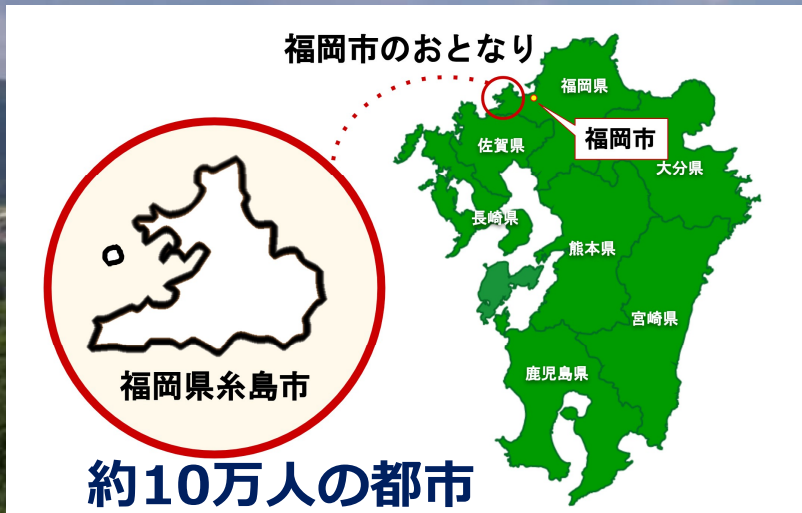 福岡市のおとなり
福岡県
福岡市
佐賀県
大分県
長崎県
熊本県
宮崎県
鹿児島県
福岡県糸島市
約10万人の都市